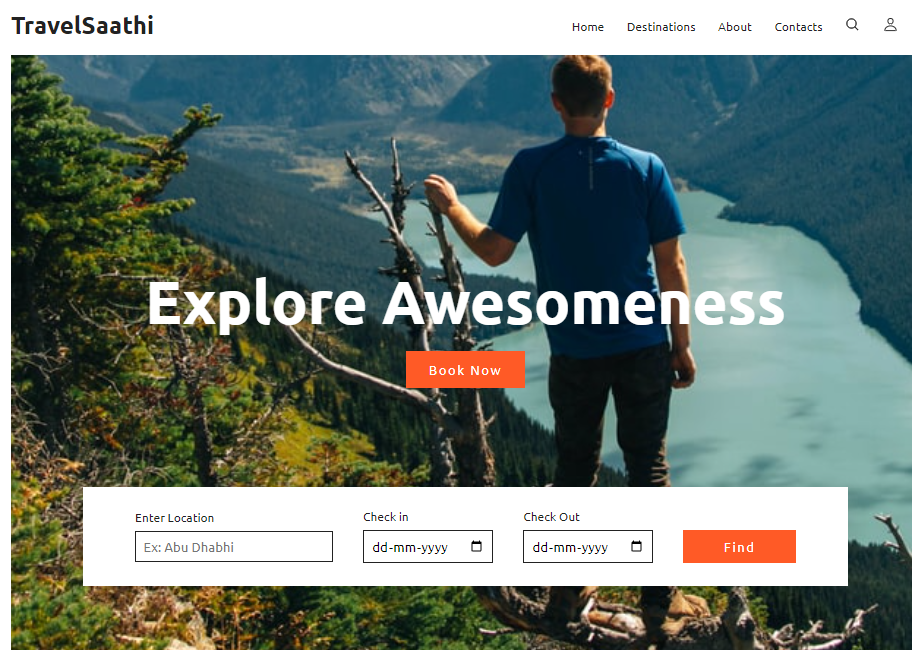 TravelSaathi
Home Destinations About Contacts
Explore Awesomeness
Book Now
Enter Location Check in Check Out
Ex: Abu Dhabhi dd-mm-yyyy dd-mm-yyyy Find